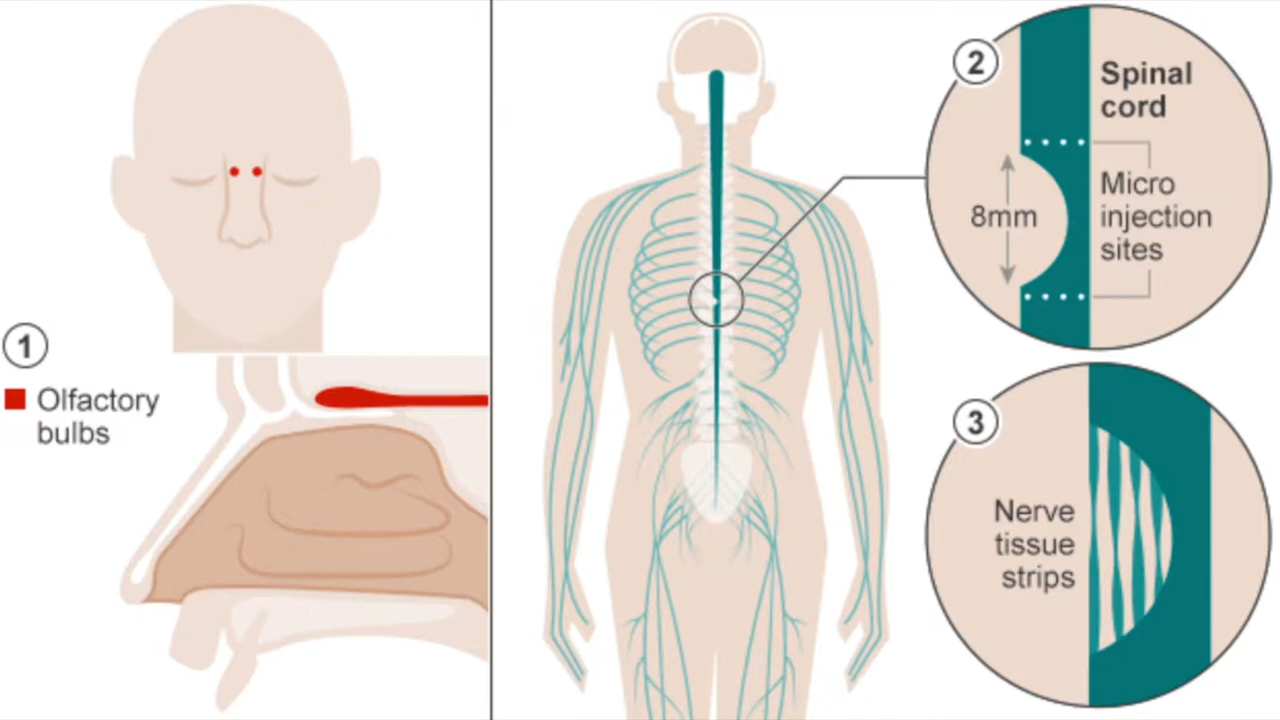 1
Olfactory
bulbs
2
Spinal
cord
8mm
Micro
injection
sites
3
Nerve
tissue
strips